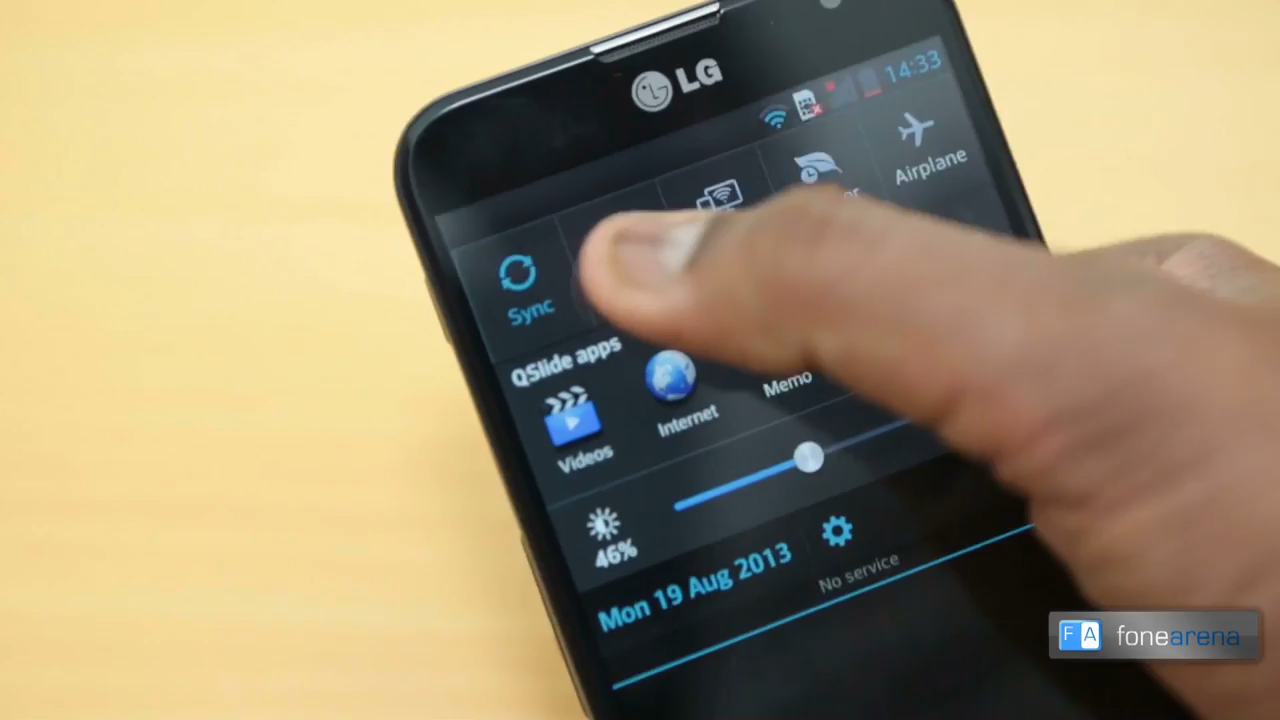 LG
14:33
Airplane
Sync
QSlide apps
Videos
Internet
Memo
46%
Mon 19 Aug 2013
No service
FA fonearena